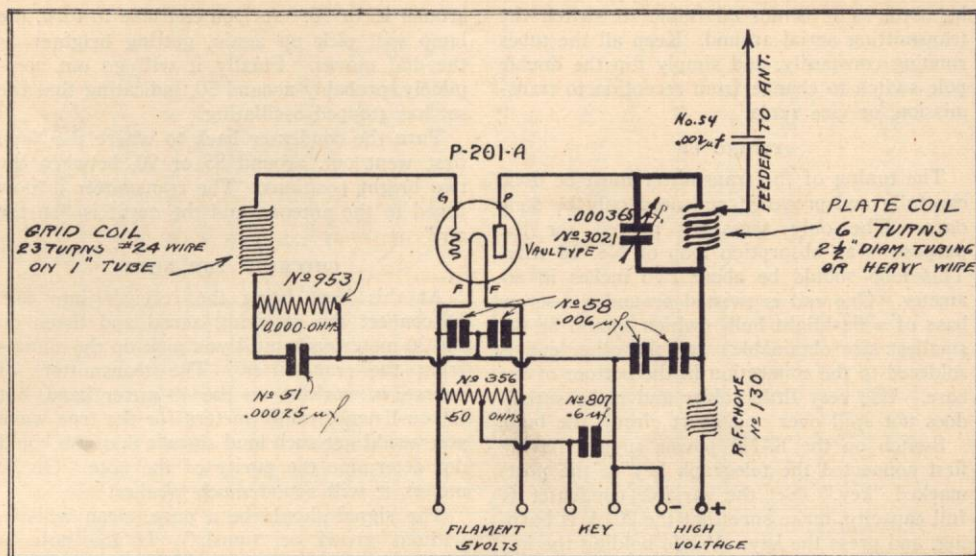 P-201-A
G
P
VACUTYPE
F
F
GRID COIL
23 TURNS #24 WIRE
ON 1" TUBE
Nº 953
10,000 OHMS
Nº 51
.00025 µf.
Nº 58
.006 µf.
Nº 356
50 OHMS
Nº 807
.6 µf.
.000365 µf.
Nº 3021
No. 54
.002 µf
FEEDER TO ANT.
PLATE COIL
6 TURNS
2½" DIAM. TUBING
OR HEAVY WIRE
R.F. CHOKE
Nº 130
FILAMENT
5 VOLTS
KEY
- +
HIGH
VOLTAGE